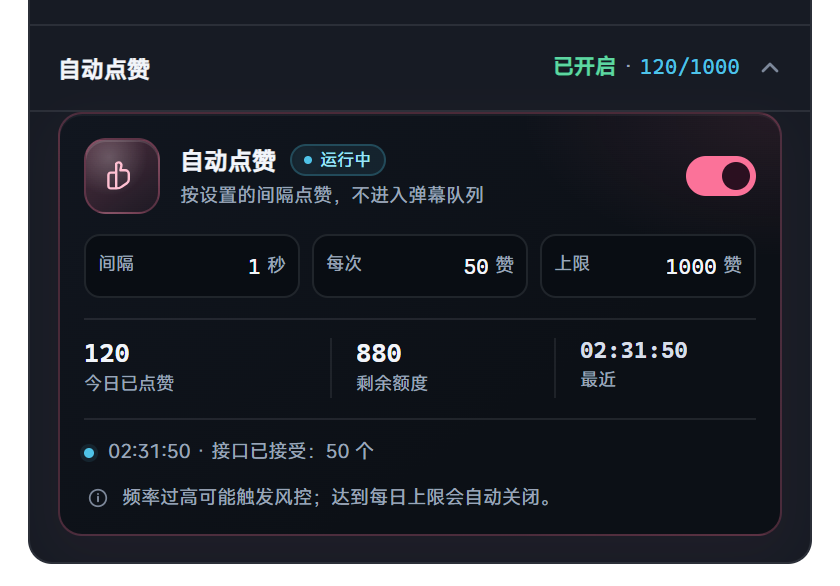 自动点赞
已开启 · 120/1000
自动点赞
运行中
按设置的间隔点赞，不进入弹幕队列
间隔 1 秒
每次 50 赞
上限 1000 赞
120
今日已点赞
880
剩余额度
02:31:50
最近
02:31:50 · 接口已接受：50 个
频率过高可能触发风控；达到每日上限会自动关闭。